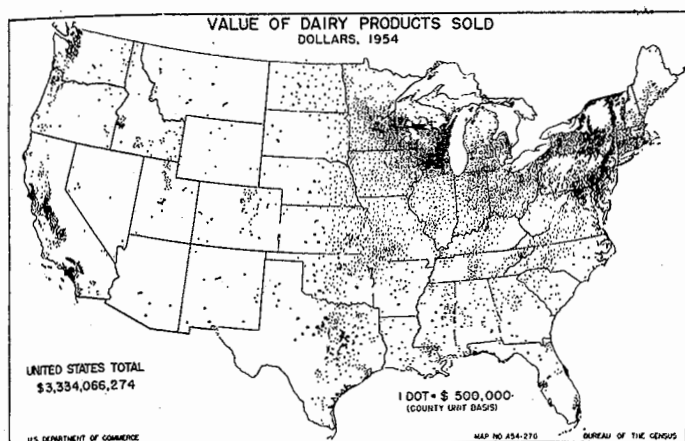 VALUE OF DAIRY PRODUCTS SOLD
DOLLARS, 1954
UNITED STATES TOTAL
$3,334,066,274
1 DOT = $ 500,000
(COUNTY UNIT BASIS)
U.S. DEPARTMENT OF COMMERCE
MAP NO A54-270
BUREAU OF THE CENSUS